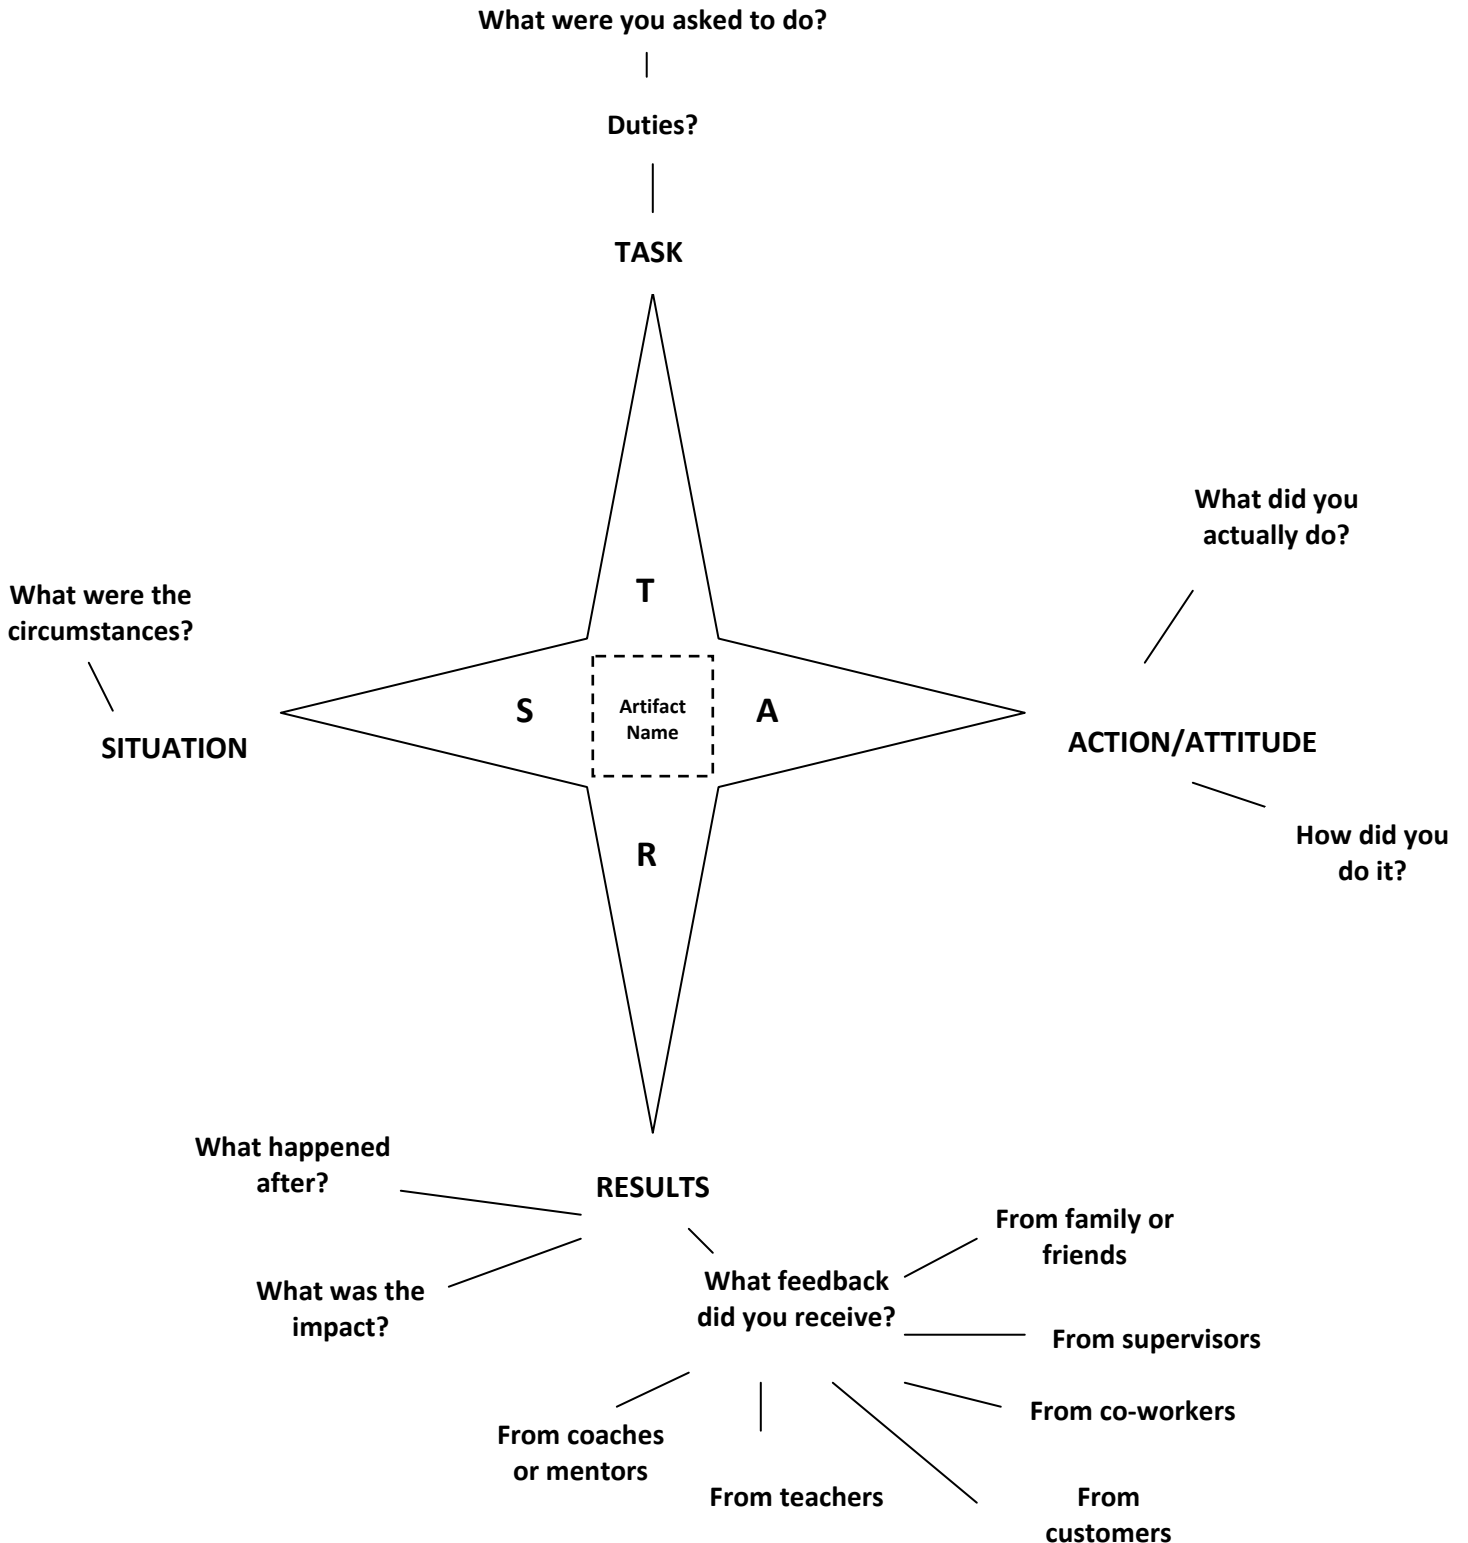 What were you asked to do?
Duties?
TASK
What did you
actually do?
What were the
circumstances?
T
S
Artifact
Name
A
SITUATION
ACTION/ATTITUDE
How did you
do it?
R
What happened
after?
RESULTS
From family or
friends
What was the
impact?
What feedback
did you receive?
From supervisors
From co-workers
From coaches
or mentors
From teachers
From
customers